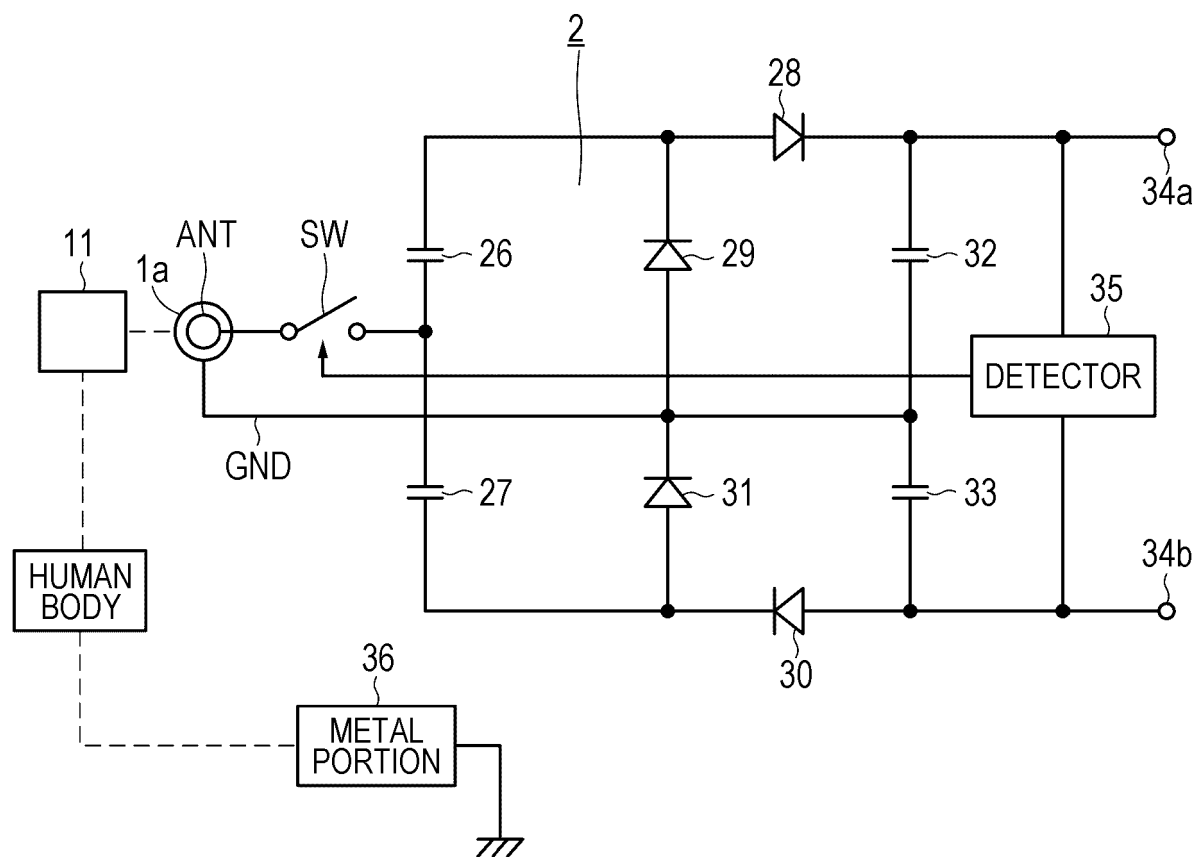 2
28
34a
ANT
SW
11
1a
26
29
32
35
DETECTOR
GND
27
31
33
34b
HUMAN
BODY
30
36
METAL
PORTION